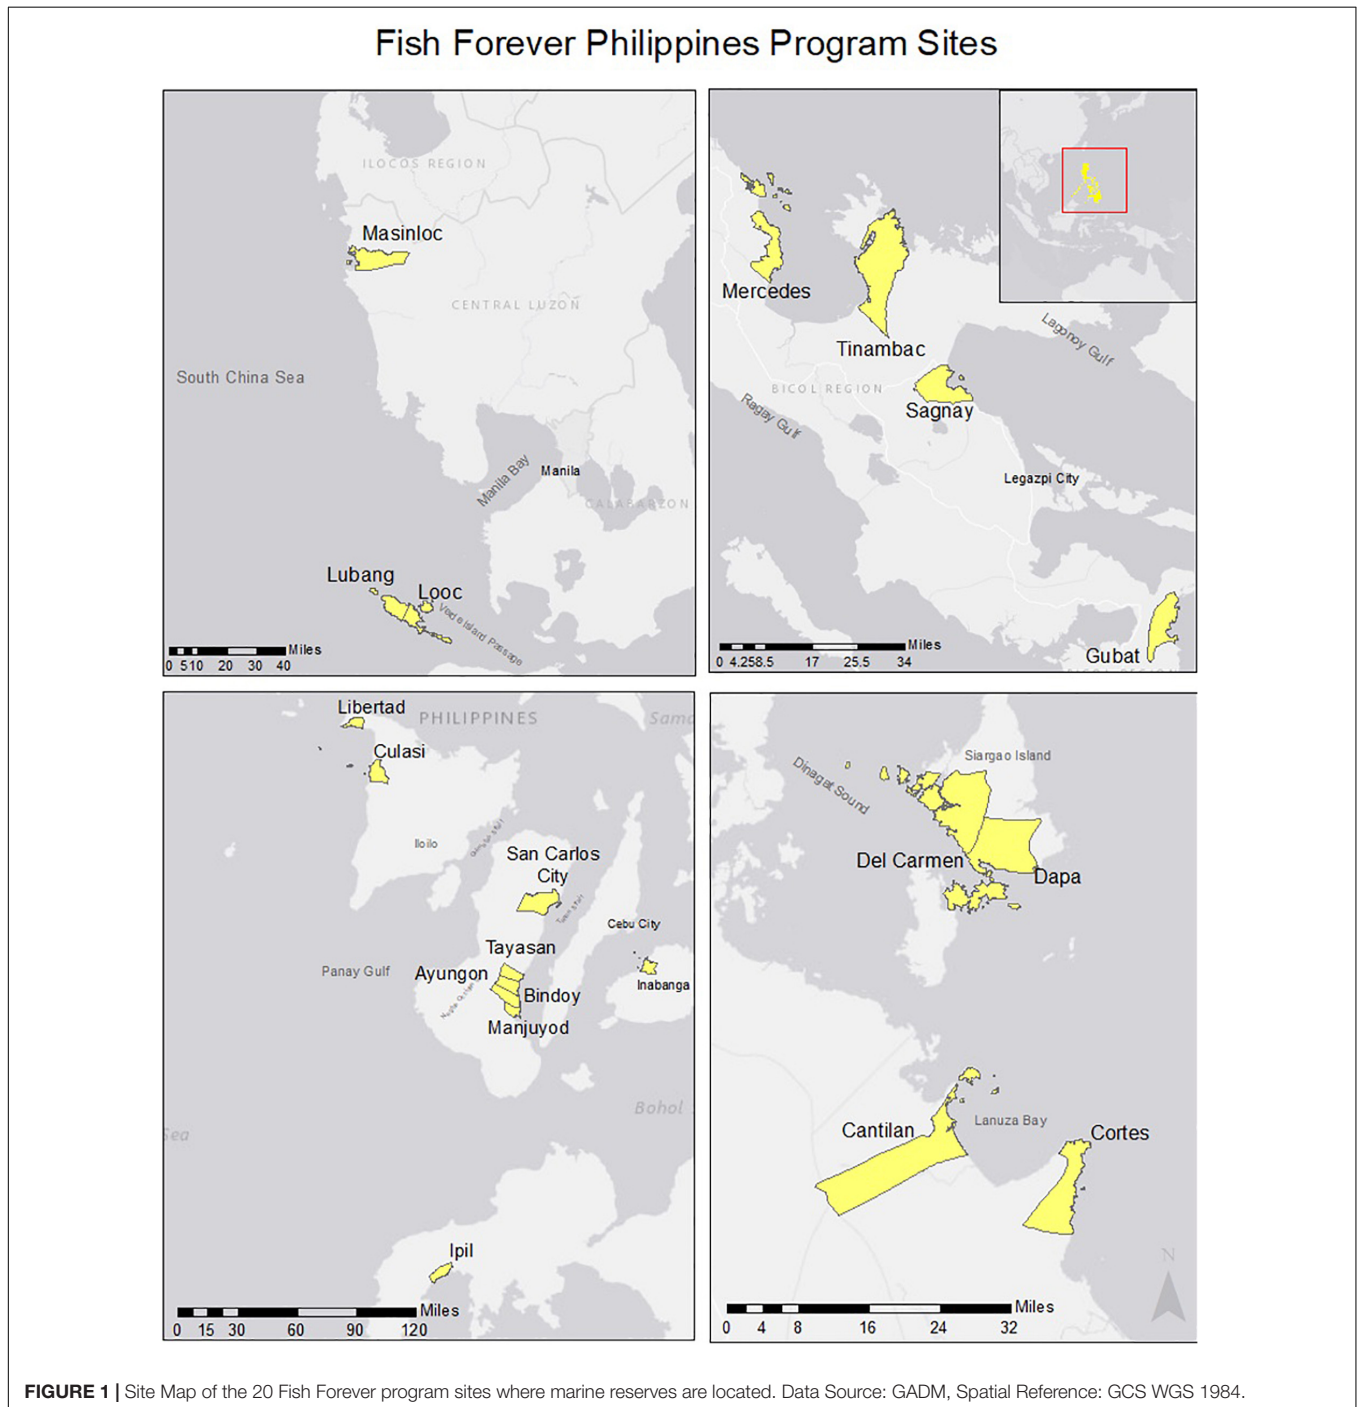 Fish Forever Philippines Program Sites
ILOCOS REGION
Masinloc
CENTRAL LUZON
South China Sea
Manila Bay
Manila
CALABARZON
Lubang
Looc
Verde Island Passage
Miles
0 5 10 20 30 40
Mercedes
Tinambac
Lagonoy Gulf
BICOL REGION
Ragay Gulf
Sagnay
Legazpi City
Gubat
Miles
0 4.258.5 17 25.5 34
Libertad
PHILIPPINES
Culasi
Iloilo
San Carlos
City
Cebu City
Tayasan
Ayungon
Panay Gulf
Inabanga
Bindoy
Manjuyod
Bohol
Sea
Ipil
Miles
0 15 30 60 90 120
Siargao Island
Dinagat Sound
Del Carmen
Dapa
Lanuza Bay
Cantilan
Cortes
N
Miles
0 4 8 16 24 32
FIGURE 1 | Site Map of the 20 Fish Forever program sites where marine reserves are located. Data Source: GADM, Spatial Reference: GCS WGS 1984.